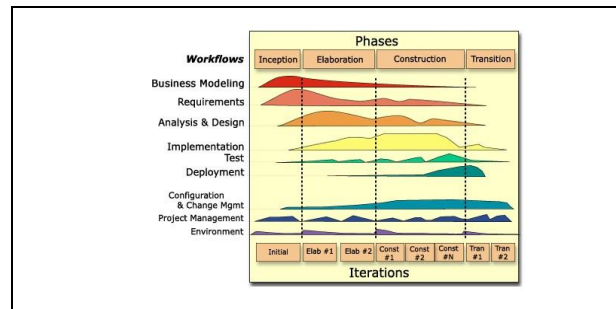 Phases
Workflows
Inception Elaboration Construction Transition
Business Modeling
Requirements
Analysis & Design
Implementation
Test
Deployment
Configuration
& Change Mgmt
Project Management
Environment
Initial Elab #1 Elab #2 Const #1 Const #2 Const #N Tran #1 Tran #2
Iterations